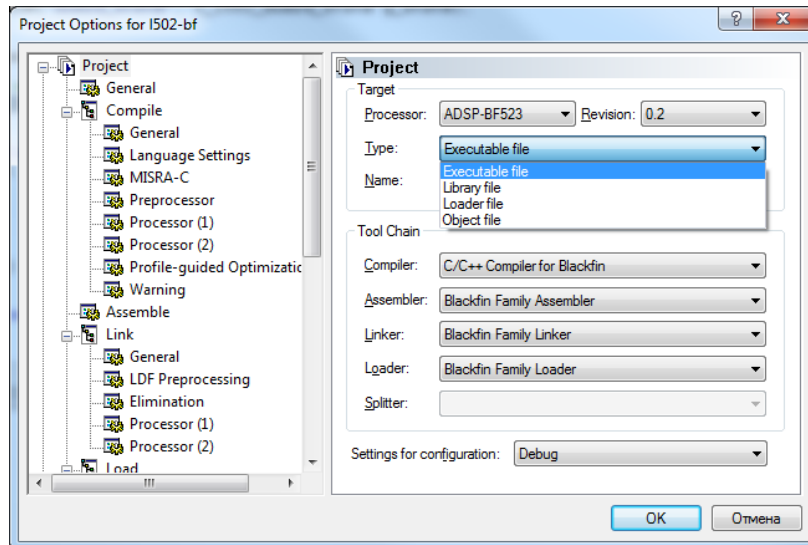 Project Options for l502-bf
Project
General
Compile
General
Language Settings
MISRA-C
Preprocessor
Processor (1)
Processor (2)
Profile-guided Optimizatic
Warning
Assemble
Link
General
LDF Preprocessing
Elimination
Processor (1)
Processor (2)
Load
Project
Target
Processor: ADSP-BF523 Revision: 0.2
Type: Executable file
Executable file
Library file
Loader file
Object file
Name:
Tool Chain
Compiler: C/C++ Compiler for Blackfin
Assembler: Blackfin Family Assembler
Linker: Blackfin Family Linker
Loader: Blackfin Family Loader
Splitter:
Settings for configuration: Debug
OK Отмена